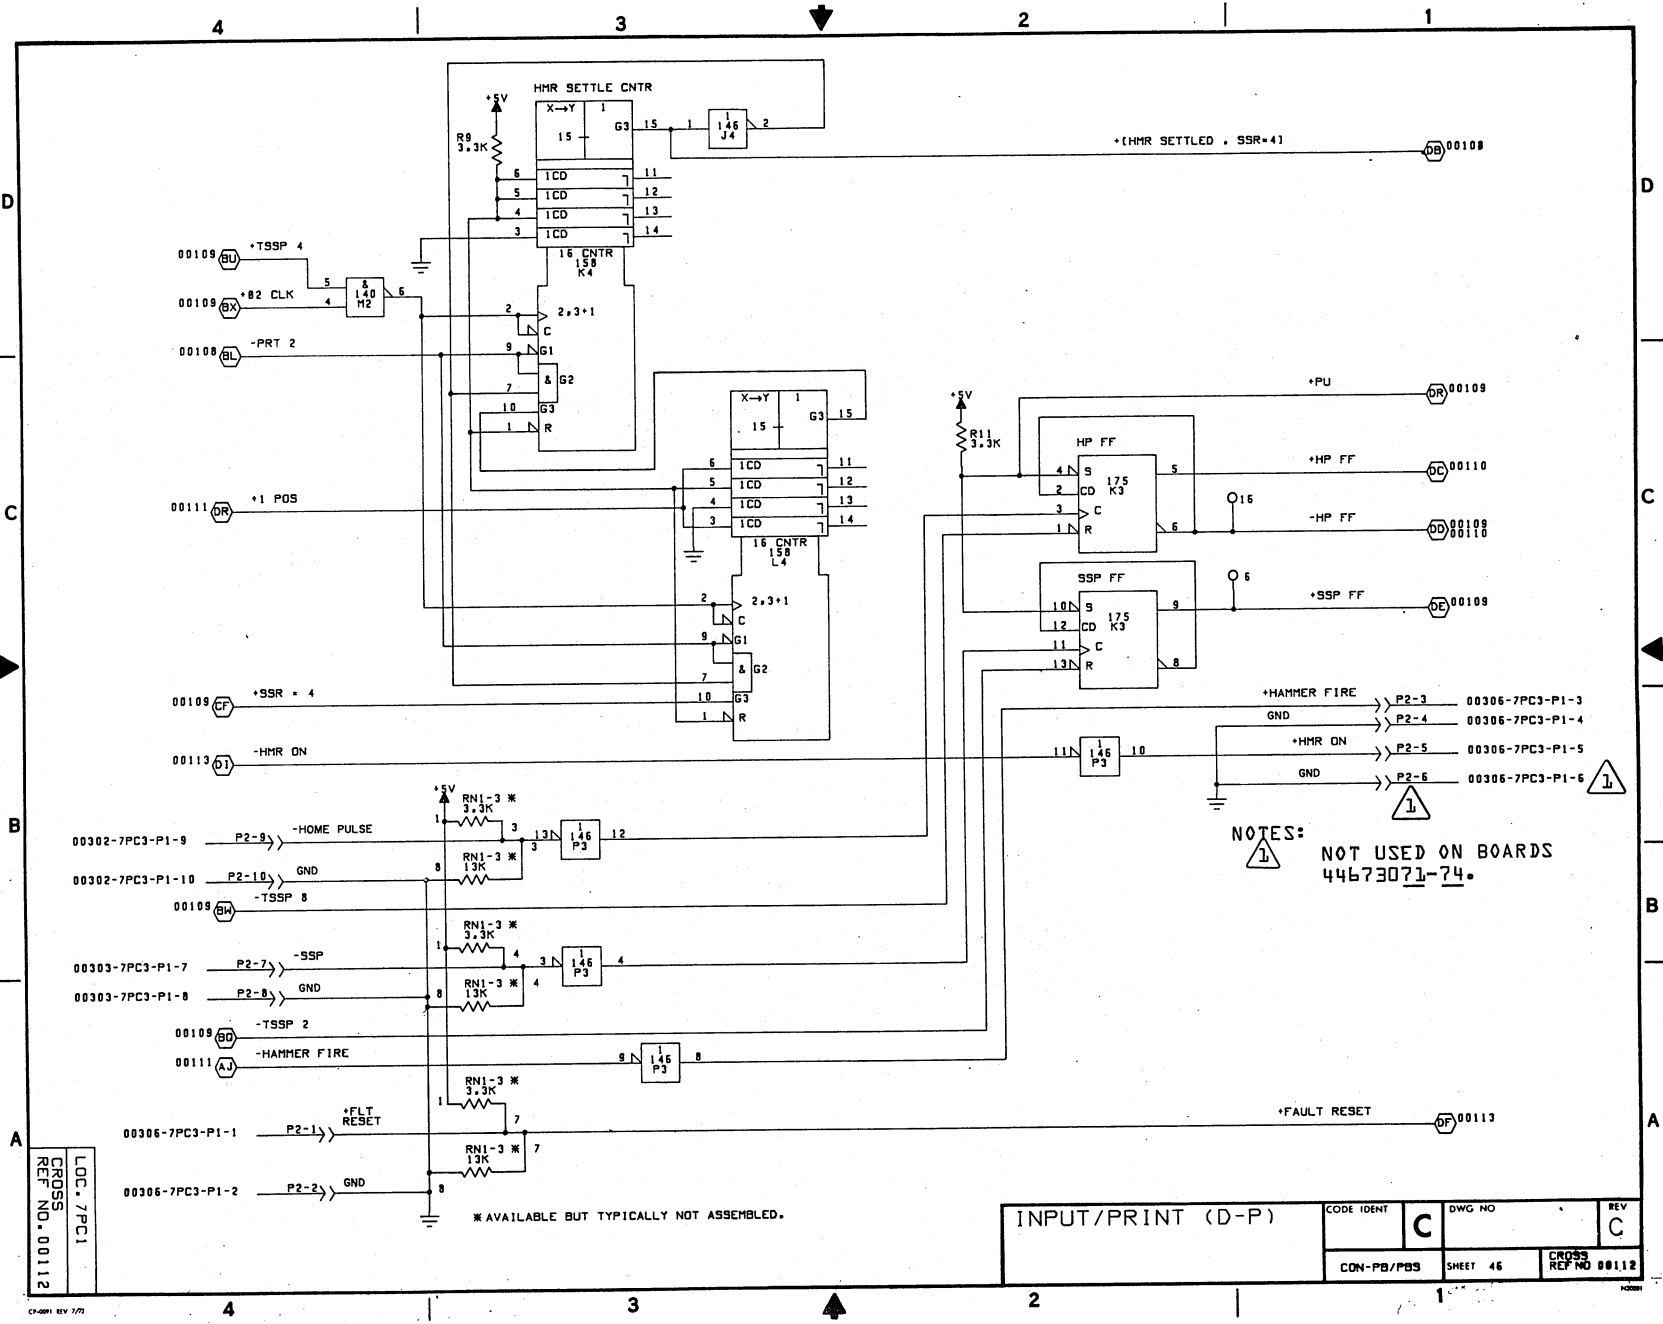 4 3 2 1
HMR SETTLE CNTR
+5V
X→Y 1
15
G3 15
1 1 146 J4 2
R9
3.3K
+[HMR SETTLED . SSR=4]
DB 00108
6 1CD 11
5 1CD 12
4 1CD 13
3 1CD 14
D
D
16 CNTR
158
K4
00109 BU +TSSP 4
5 & 6
4 140
M2
00109 BX +B2 CLK
2 2,3+1
C
00108 BL -PRT 2
9 G1
& G2
7
10 G3
1 R
X→Y 1
15
G3 15
+5V
R11
3.3K
+PU
DR 00109
HP FF
4 S 5
2 CD 175 K3
3 C
1 R 6
+HP FF
DC 00110
16
-HP FF
DD 00109
00110
6 1CD 11
5 1CD 12
4 1CD 13
3 1CD 14
C
C
00111 DR +1 POS
16 CNTR
158
L4
2 2,3+1
C
9 G1
& G2
7
10 G3
1 R
SSP FF
10 S 9
12 CD 175 K3
11 C
13 R 8
6
+SSP FF
DE 00109
00109 CF +SSR = 4
+HAMMER FIRE P2-3 00306-7PC3-P1-3
GND P2-4 00306-7PC3-P1-4
+HMR ON P2-5 00306-7PC3-P1-5
GND P2-6 00306-7PC3-P1-6 1
1
00113 DI -HMR ON
11 1 146 P3 10
B
NOTES:
1 NOT USED ON BOARDS
44673071-74.
+5V
RN1-3 *
3.3K
1 3
00302-7PC3-P1-9 P2-9 -HOME PULSE
3 13 1 146 P3 12
RN1-3 *
13K
8
00302-7PC3-P1-10 P2-10 GND
00109 BW -TSSP 8
B
RN1-3 *
3.3K
1 4
00303-7PC3-P1-7 P2-7 -SSP
3 1 146 P3 4
RN1-3 *
13K
8 4
00303-7PC3-P1-8 P2-8 GND
00109 BQ -TSSP 2
00111 AJ -HAMMER FIRE
9 1 146 P3 8
RN1-3 *
3.3K
1 7
+FLT
RESET
00306-7PC3-P1-1 P2-1
+FAULT RESET
DF 00113
A
A
RN1-3 *
13K
7
00306-7PC3-P1-2 P2-2 GND
8
*AVAILABLE BUT TYPICALLY NOT ASSEMBLED.
LOC. 7PC1
CROSS
REF NO. 00112
INPUT/PRINT (D-P)
CODE IDENT
C
DWG NO
REV
C
CDN-PB/PBS
SHEET 46
CROSS
REF NO 00112
CP-0091 REV 7/72
4 3 2 1